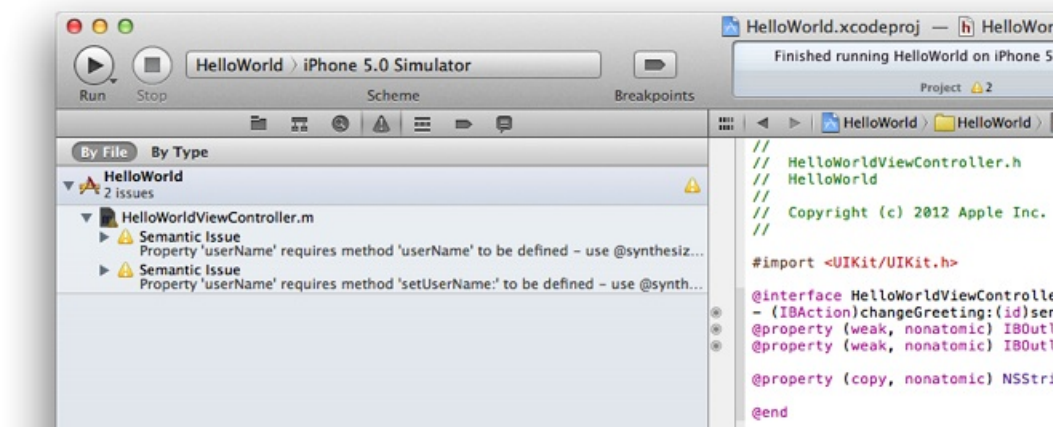 HelloWorld.xcodeproj — h HelloWor
HelloWorld › iPhone 5.0 Simulator
Finished running HelloWorld on iPhone 5
Project 2
Run Stop Scheme Breakpoints
HelloWorld › HelloWorld ›
By File By Type
HelloWorld
2 issues
HelloWorldViewController.m
Semantic Issue
Property 'userName' requires method 'userName' to be defined – use @synthesiz...
Semantic Issue
Property 'userName' requires method 'setUserName:' to be defined – use @synth...
//
// HelloWorldViewController.h
// HelloWorld
//
// Copyright (c) 2012 Apple Inc.
//
#import <UIKit/UIKit.h>
@interface HelloWorldViewControlle
- (IBAction)changeGreeting:(id)sen
@property (weak, nonatomic) IBOutl
@property (weak, nonatomic) IBOutl
@property (copy, nonatomic) NSStri
@end